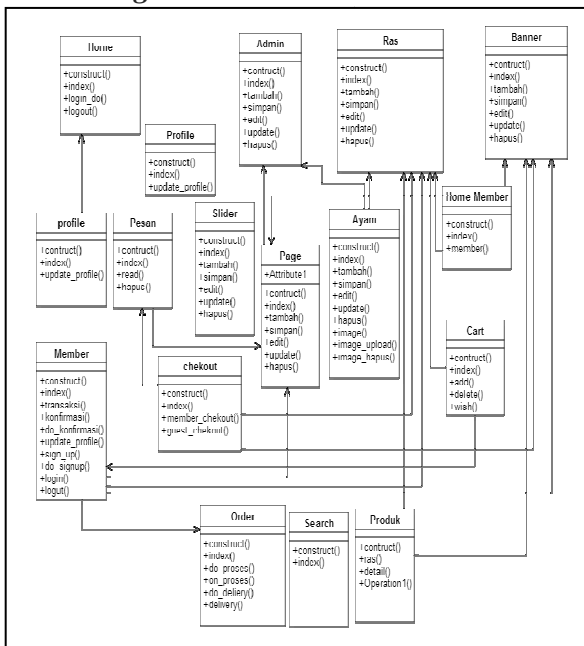 Home
+construct()
+index()
+login_do()
+logout()
Admin
+contruct()
+index()
+tambah()
+simpan()
+edit()
+update()
+hapus()
Ras
+construct()
+index()
+tambah()
+simpan()
+edit()
+update()
+hapus()
Banner
+contruct()
+index()
+tambah()
+simpan()
+edit()
+update()
+hapus()
Profile
+construct()
+index()
+update_profile()
profile
+contruct()
+index()
+update_profile()
Pesan
+contruct()
+index()
+read()
+hapus()
Slider
+construct()
+index()
+tambah()
+simpan()
+edit()
+update()
+hapus()
Page
+Attribute1
+contruct()
+index()
+tambah()
+simpan()
+edit()
+update()
+hapus()
Ayam
+construct()
+index()
+tambah()
+simpan()
+edit()
+update()
+hapus()
+image()
+image_upload()
+image_hapus()
Home Member
+construct()
+index()
+member()
Member
+construct()
+index()
+transaksi()
+konfirmasi()
+do_konfirmasi()
+update_profile()
+sign_up()
+do_signup()
+login()
+logut()
chekout
+construct()
+index()
+member_chekout()
+guest_chekout()
Cart
+contruct()
+index()
+add()
+delete()
+wish()
Order
+construct()
+index()
+do_proses()
+on_proses()
+do_deliery()
+delivery()
Search
+construct()
+index()
Produk
+contruct()
+ras()
+detail()
+Operation1()